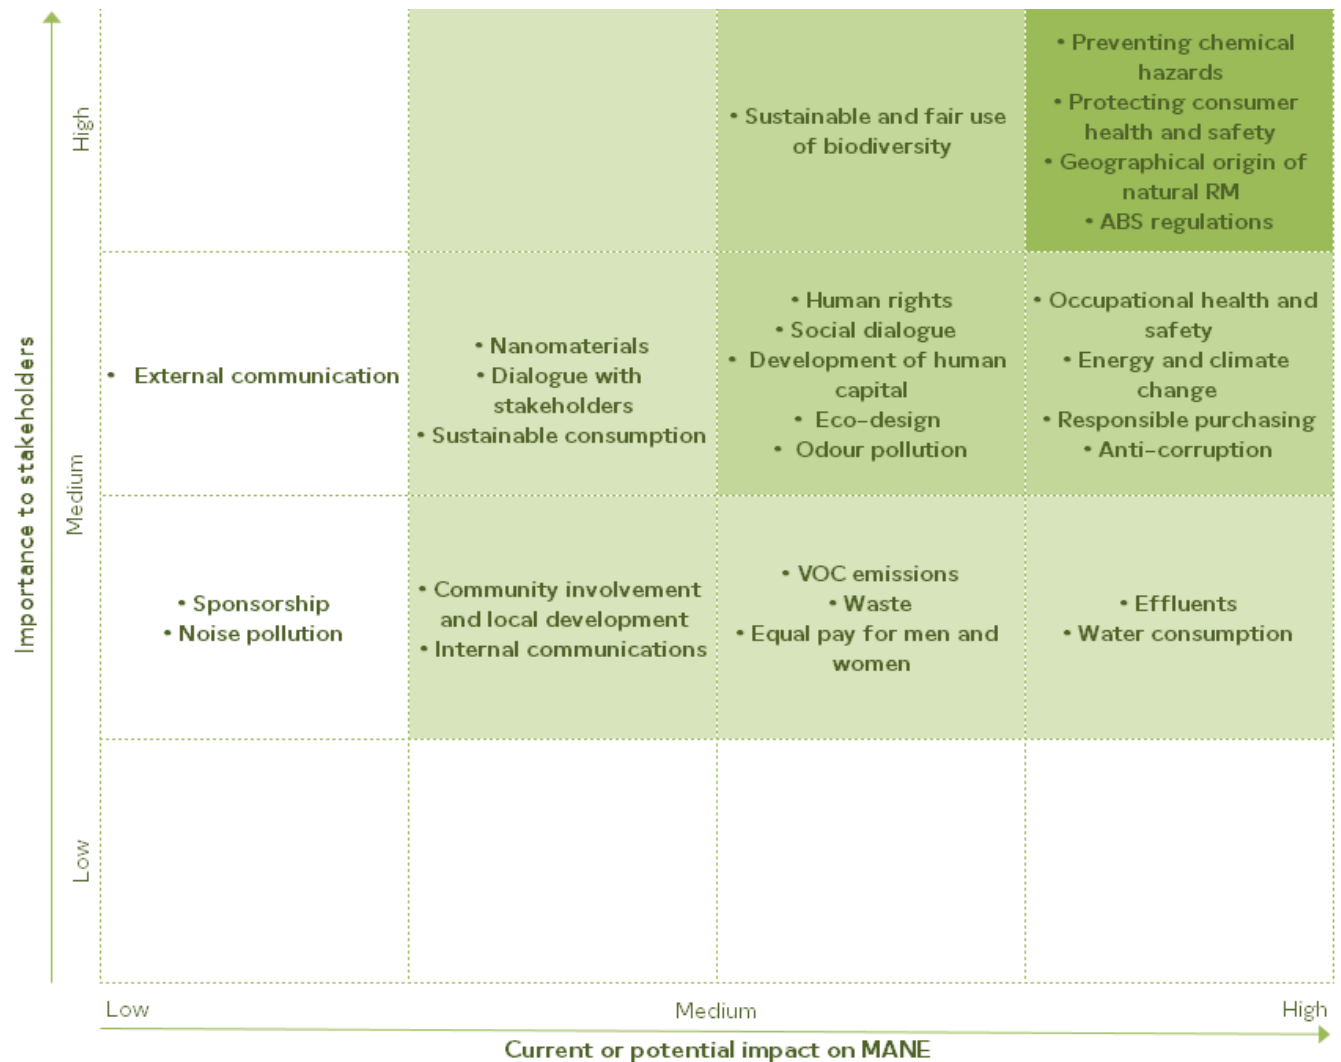 Importance to stakeholders
High
Medium
Low
• Sustainable and fair use
of biodiversity
• Preventing chemical
hazards
• Protecting consumer
health and safety
• Geographical origin of
natural RM
• ABS regulations
• External communication
• Nanomaterials
• Dialogue with
stakeholders
• Sustainable consumption
• Human rights
• Social dialogue
• Development of human
capital
• Eco-design
• Odour pollution
• Occupational health and
safety
• Energy and climate
change
• Responsible purchasing
• Anti-corruption
• Sponsorship
• Noise pollution
• Community involvement
and local development
• Internal communications
• VOC emissions
• Waste
• Equal pay for men and
women
• Effluents
• Water consumption
Low
Medium
High
Current or potential impact on MANE